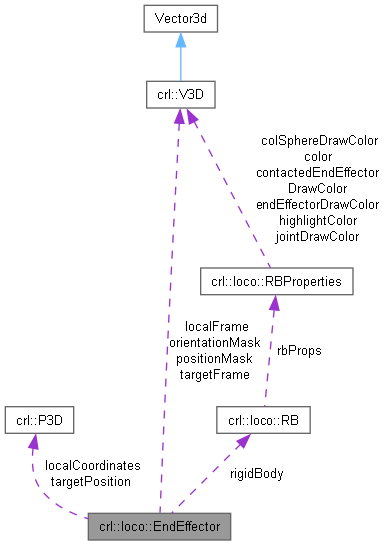 Vector3d
crl::V3D
colSphereDrawColor
color
contactedEndEffector
DrawColor
endEffectorDrawColor
highlightColor
jointDrawColor
crl::loco::RBProperties
localFrame
orientationMask
positionMask
targetFrame
rbProps
crl::P3D
crl::loco::RB
localCoordinates
targetPosition
rigidBody
crl::loco::EndEffector